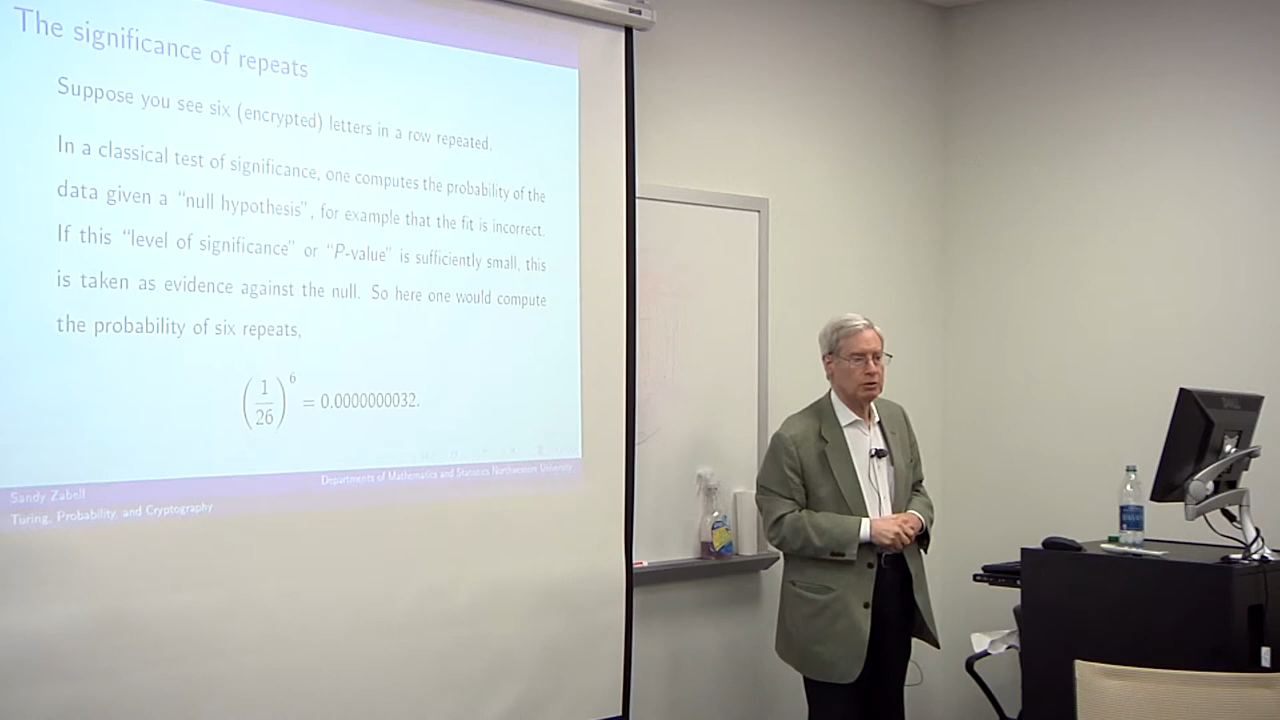 The significance of repeats
Suppose you see six (encrypted) letters in a row repeated.
In a classical test of significance, one computes the probability of the
data given a “null hypothesis”, for example that the fit is incorrect.
If this “level of significance” or “P-value” is sufficiently small, this
is taken as evidence against the null. So here one would compute
the probability of six repeats,
(1/26)^6 = 0.0000000032.
Sandy Zabell
Departments of Mathematics and Statistics Northwestern University
Turing, Probability, and Cryptography
DELL